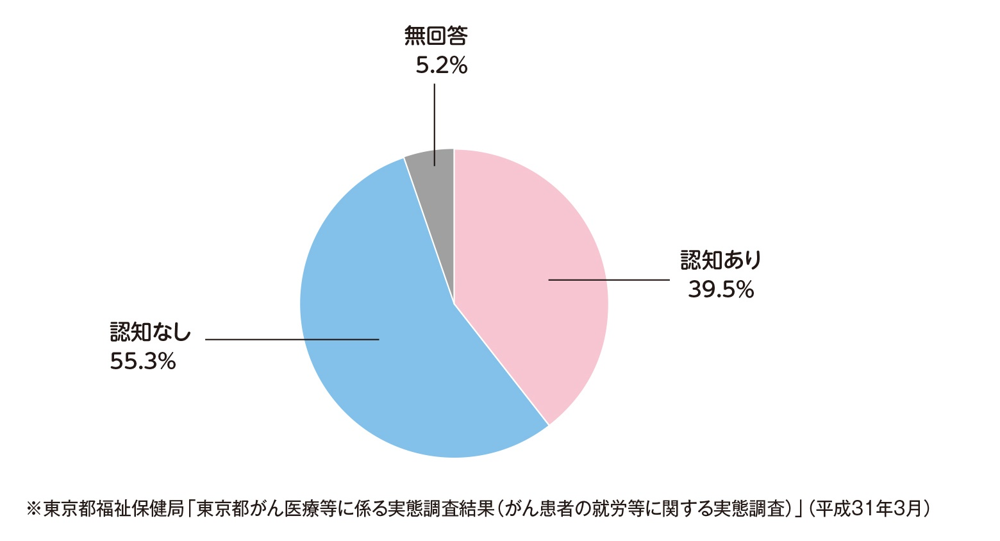 無回答
5.2%
認知あり
39.5%
認知なし
55.3%
※東京都福祉保健局「東京都がん医療等に係る実態調査結果（がん患者の就労等に関する実態調査）」（平成31年3月）